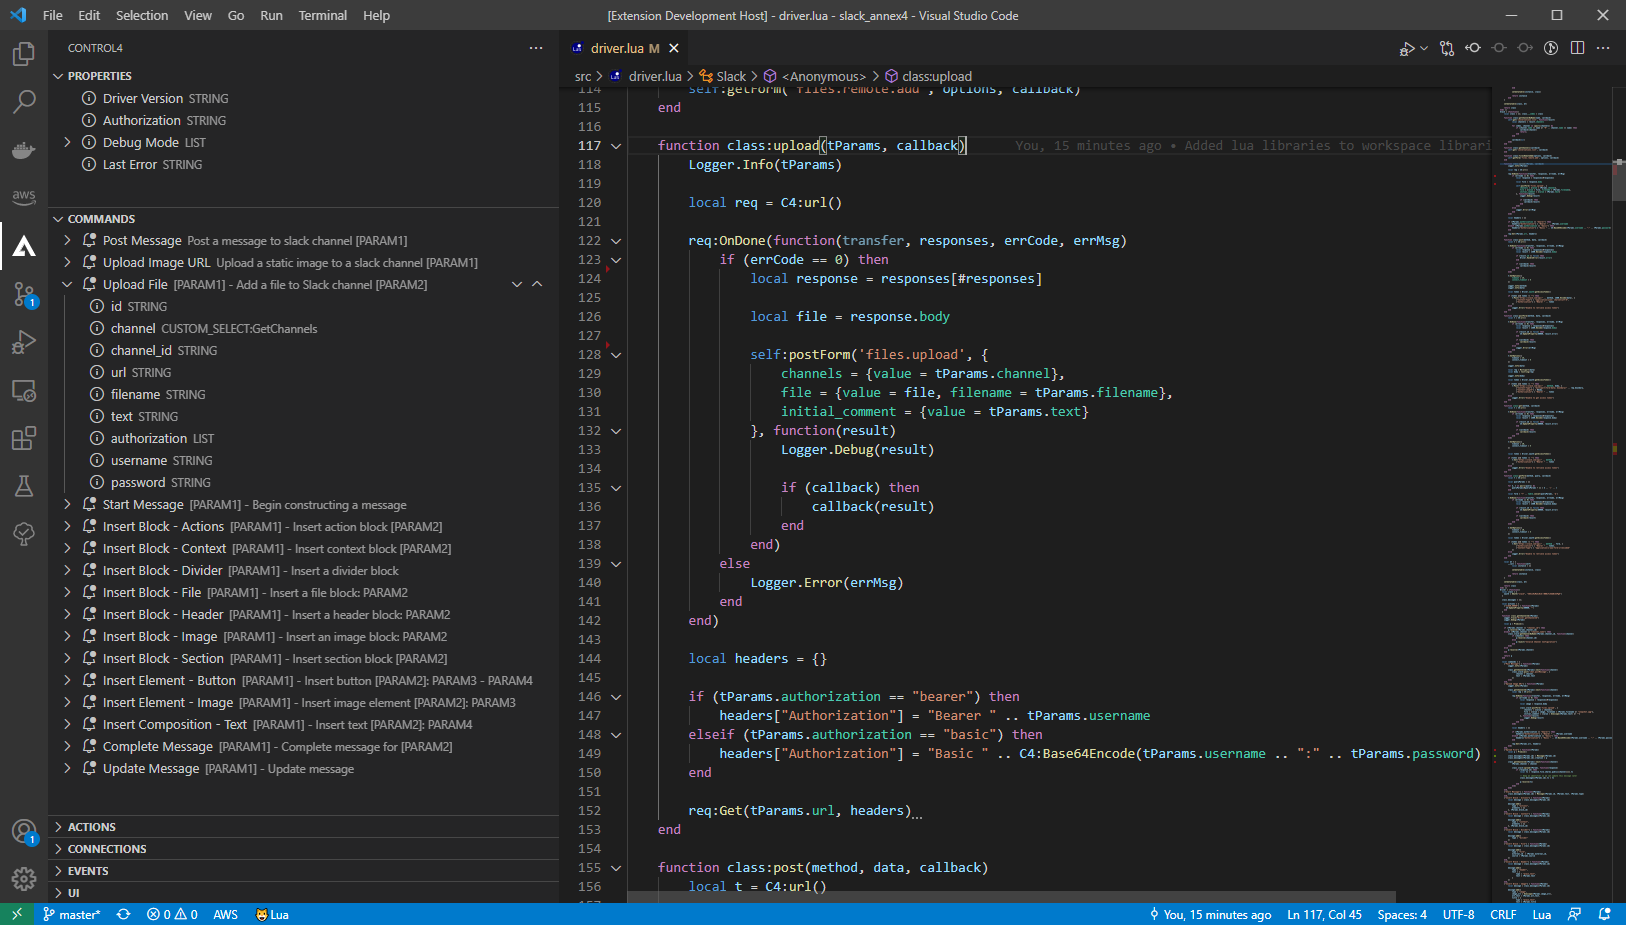 File Edit Selection View Go Run Terminal Help
[Extension Development Host] - driver.lua - slack_annex4 - Visual Studio Code
CONTROL4
PROPERTIES
Driver Version STRING
Authorization STRING
Debug Mode LIST
Last Error STRING
COMMANDS
Post Message Post a message to slack channel [PARAM1]
Upload Image URL Upload a static image to a slack channel [PARAM1]
Upload File [PARAM1] - Add a file to Slack channel [PARAM2]
id STRING
channel CUSTOM_SELECT:GetChannels
channel_id STRING
url STRING
filename STRING
text STRING
authorization LIST
username STRING
password STRING
Start Message [PARAM1] - Begin constructing a message
Insert Block - Actions [PARAM1] - Insert action block [PARAM2]
Insert Block - Context [PARAM1] - Insert context block [PARAM2]
Insert Block - Divider [PARAM1] - Insert a divider block
Insert Block - File [PARAM1] - Insert a file block: PARAM2
Insert Block - Header [PARAM1] - Insert a header block: PARAM2
Insert Block - Image [PARAM1] - Insert an image block: PARAM2
Insert Block - Section [PARAM1] - Insert section block [PARAM2]
Insert Element - Button [PARAM1] - Insert button [PARAM2]: PARAM3 - PARAM4
Insert Element - Image [PARAM1] - Insert image element [PARAM2]: PARAM3
Insert Composition - Text [PARAM1] - Insert text [PARAM2]: PARAM4
Complete Message [PARAM1] - Complete message for [PARAM2]
Update Message [PARAM1] - Update message
ACTIONS
CONNECTIONS
EVENTS
UI
aws
1
1
driver.lua M
src > driver.lua > Slack > <Anonymous> > class:upload
114 self:getForm('files.remote.add', options, callback)
115 end
116
117 function class:upload(tParams, callback) You, 15 minutes ago • Added lua libraries to workspace librari
118 Logger.Info(tParams)
119
120 local req = C4:url()
121
122 req:OnDone(function(transfer, responses, errCode, errMsg)
123 if (errCode == 0) then
124 local response = responses[#responses]
125
126 local file = response.body
127
128 self:postForm('files.upload', {
129 channels = {value = tParams.channel},
130 file = {value = file, filename = tParams.filename},
131 initial_comment = {value = tParams.text}
132 }, function(result)
133 Logger.Debug(result)
134
135 if (callback) then
136 callback(result)
137 end
138 end)
139 else
140 Logger.Error(errMsg)
141 end
142 end)
143
144 local headers = {}
145
146 if (tParams.authorization == "bearer") then
147 headers["Authorization"] = "Bearer " .. tParams.username
148 elseif (tParams.authorization == "basic") then
149 headers["Authorization"] = "Basic " .. C4:Base64Encode(tParams.username .. ":" .. tParams.password)
150 end
151
152 req:Get(tParams.url, headers)...
153 end
154
155 function class:post(method, data, callback)
156 local t = C4:url()
master* 0 0 AWS Lua
You, 15 minutes ago Ln 117, Col 45 Spaces: 4 UTF-8 CRLF Lua